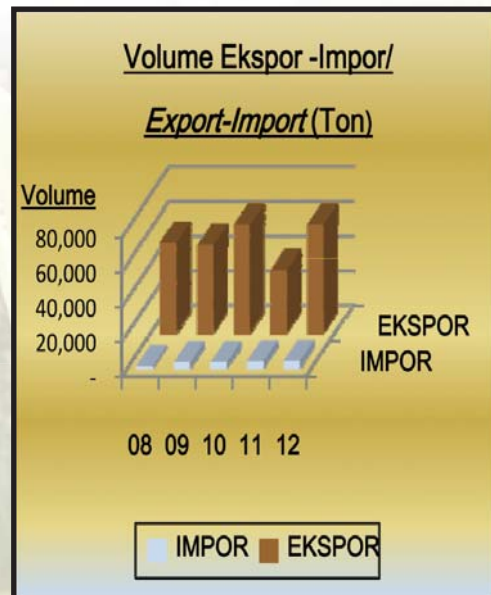 Volume Ekspor -Impor/
Export-Import (Ton)
Volume
80,000
60,000
40,000
20,000
-
EKSPOR
IMPOR
08 09 10 11 12
IMPOR EKSPOR